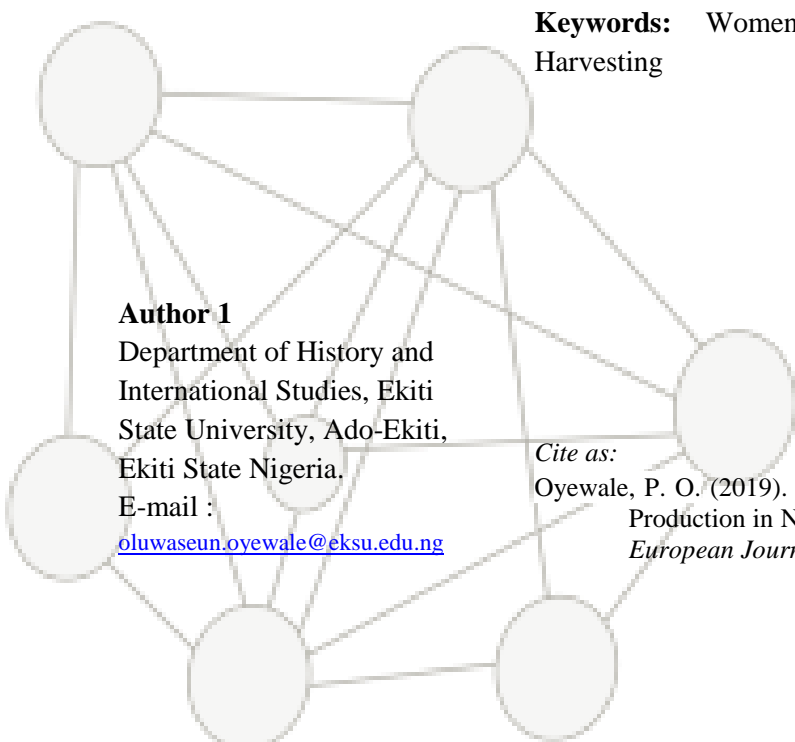 Keywords: Women
Harvesting
Author 1
Department of History and
International Studies, Ekiti
State University, Ado-Ekiti,
Ekiti State Nigeria.
E-mail :
oluwaseun.oyewale@eksu.edu.ng
Cite as:
Oyewale, P. O. (2019).
Production in N
European Journ